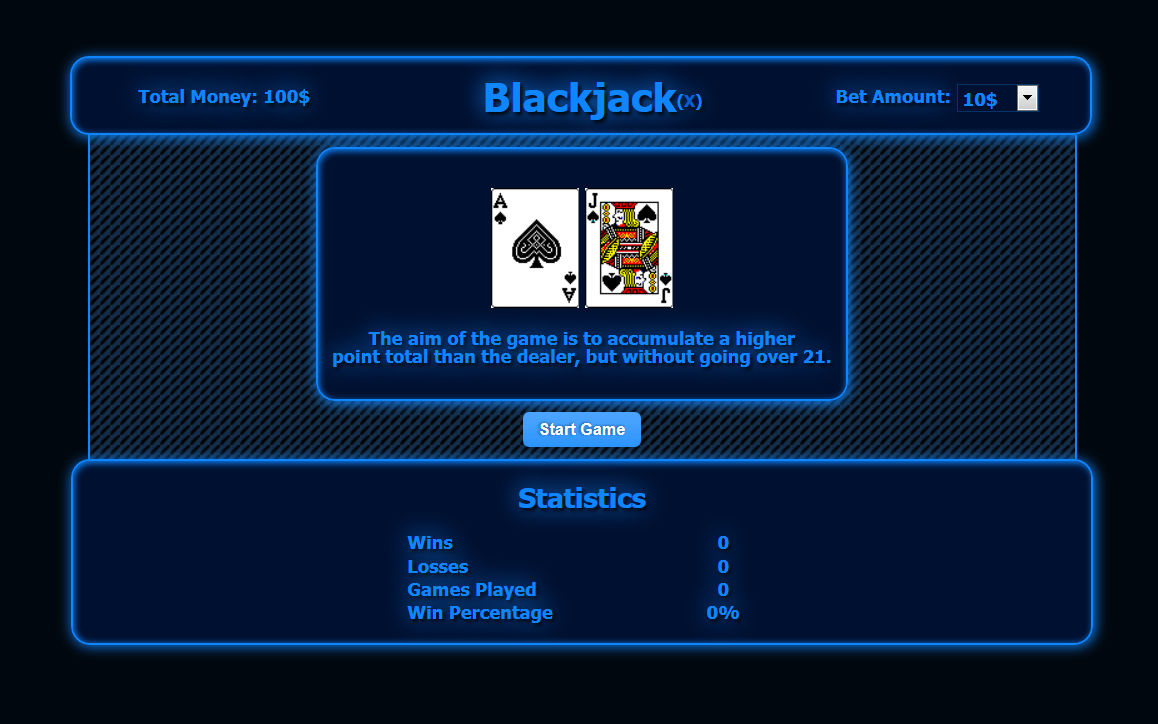 Total Money: 100$
Blackjack(X)
Bet Amount: 10$
A
A
J
J
The aim of the game is to accumulate a higher
point total than the dealer, but without going over 21.
Start Game
Statistics
Wins 0
Losses 0
Games Played 0
Win Percentage 0%